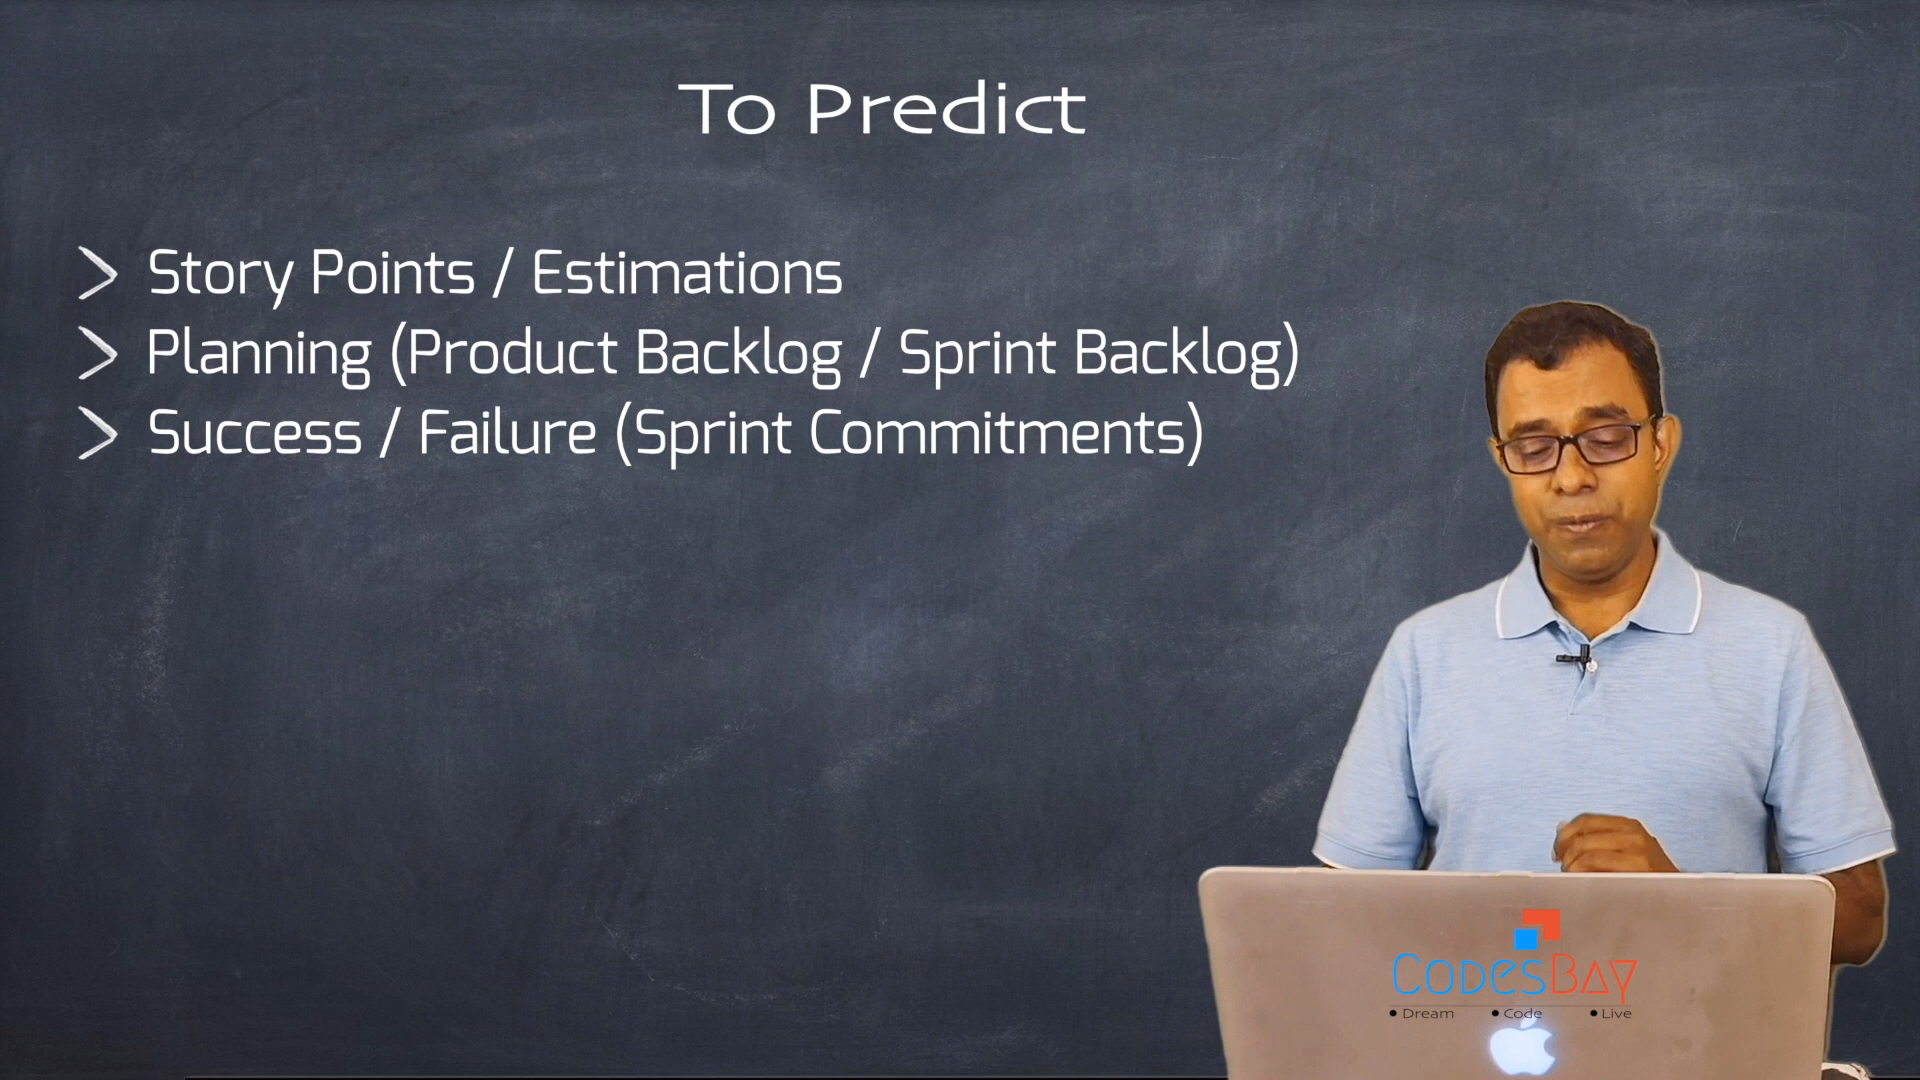 To Predict
Story Points / Estimations
Planning (Product Backlog / Sprint Backlog)
Success / Failure (Sprint Commitments)
CodesBay
• Dream • Code • Live